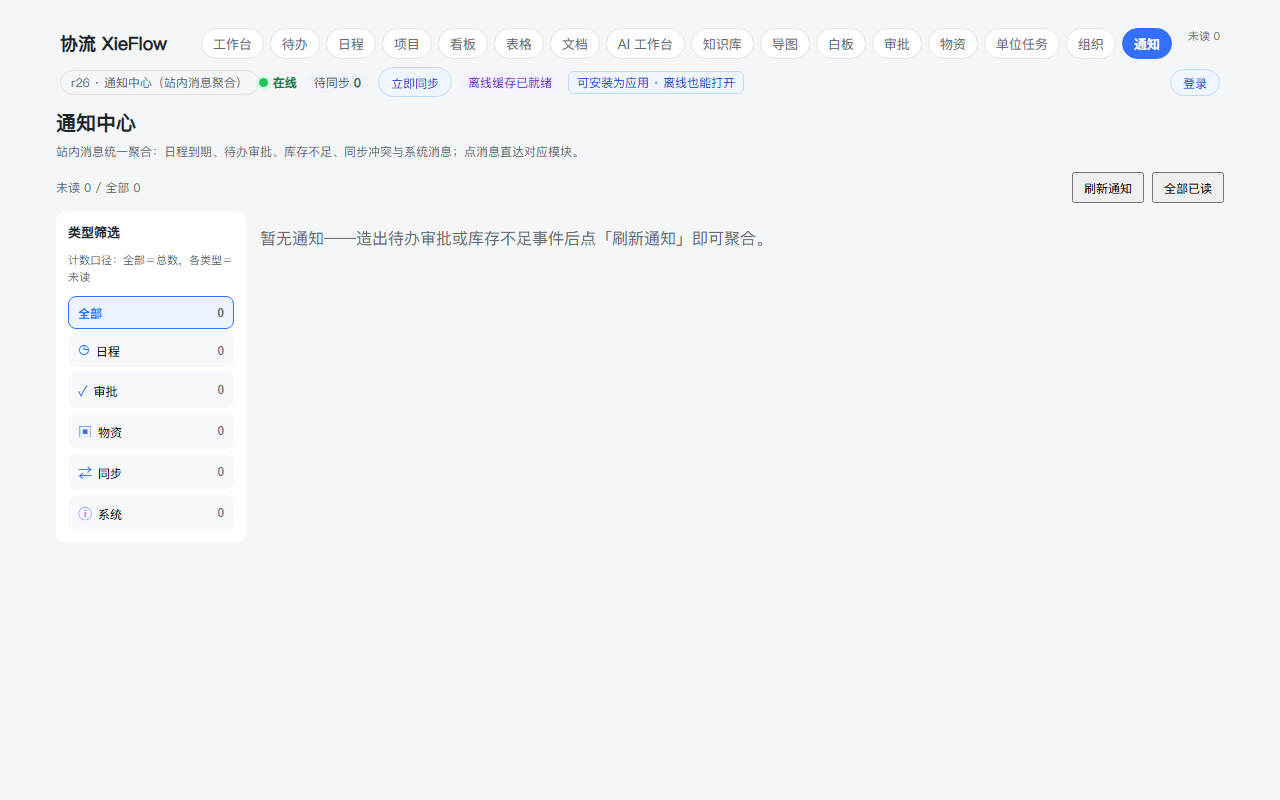 协流 XieFlow 工作台 待办 日程 项目 看板 表格 文档 AI 工作台 知识库 导图 白板 审批 物资 单位任务 组织 通知 未读 0
r26 · 通知中心（站内消息聚合） 在线 待同步 0 立即同步 离线缓存已就绪 可安装为应用 · 离线也能打开 登录
通知中心
站内消息统一聚合：日程到期、待办审批、库存不足、同步冲突与系统消息；点消息直达对应模块。
未读 0 / 全部 0 刷新通知 全部已读
类型筛选
计数口径：全部＝总数，各类型＝
未读
全部 0
日程 0
审批 0
物资 0
同步 0
系统 0
暂无通知——造出待办审批或库存不足事件后点「刷新通知」即可聚合。